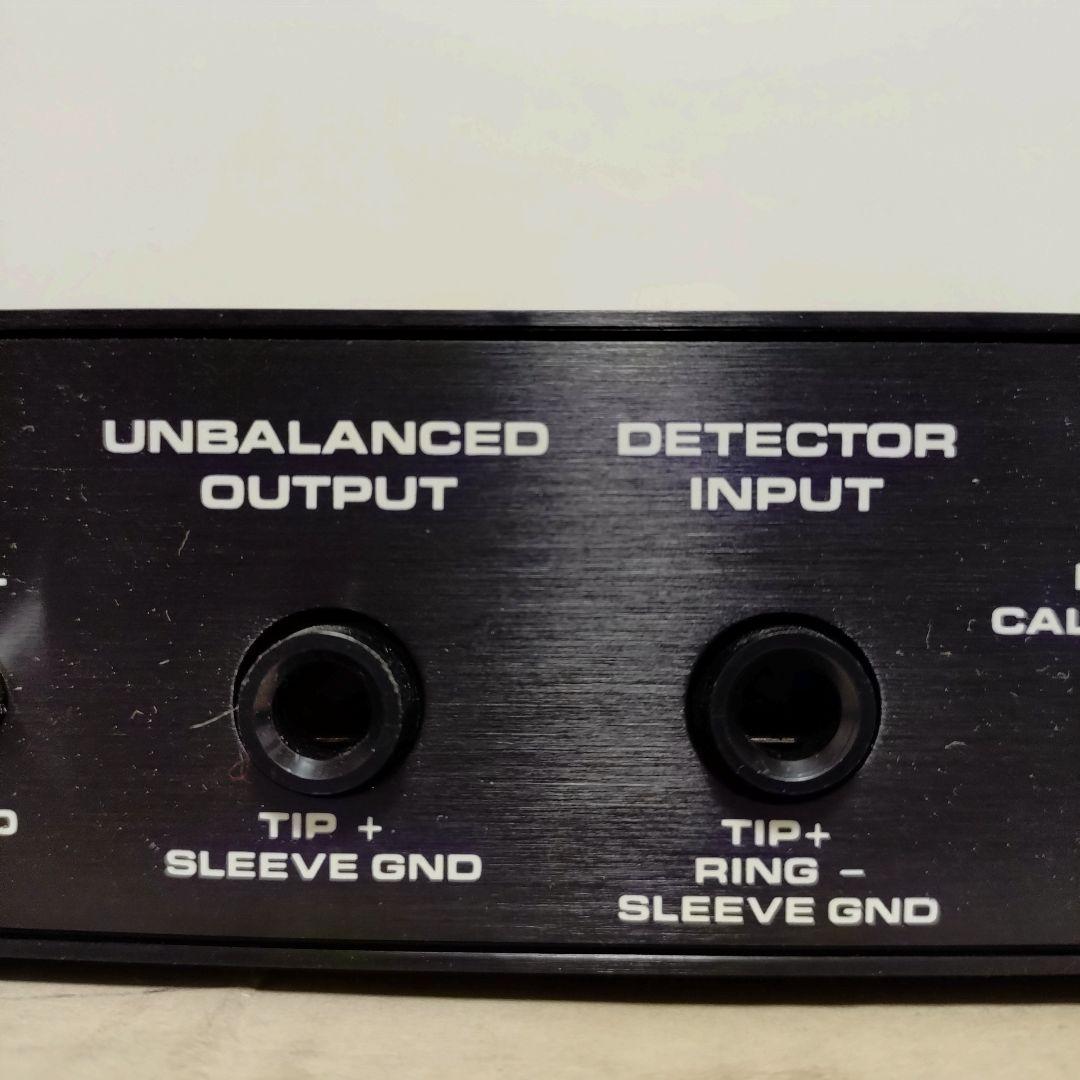 UNBALANCED
OUTPUT
TIP +
SLEEVE GND
DETECTOR
INPUT
TIP+
RING -
SLEEVE GND